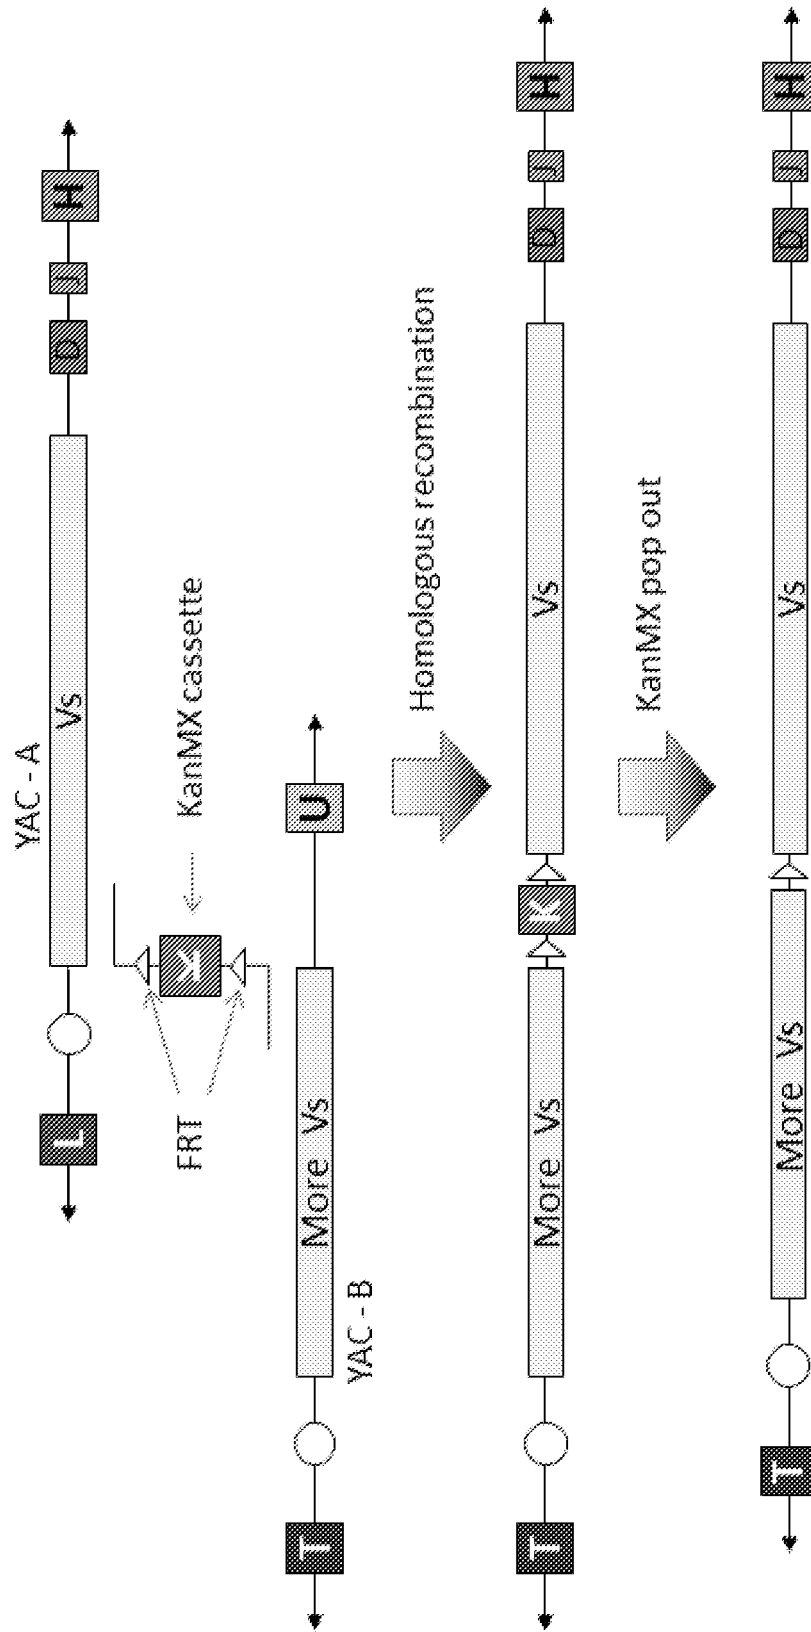 YAC - A
L
Vs
D
J
H
FRT
K
KanMX cassette
T
More Vs
U
YAC - B
Homologous recombination
T
More Vs
K
Vs
D
J
H
KanMX pop out
T
More Vs
Vs
D
J
H